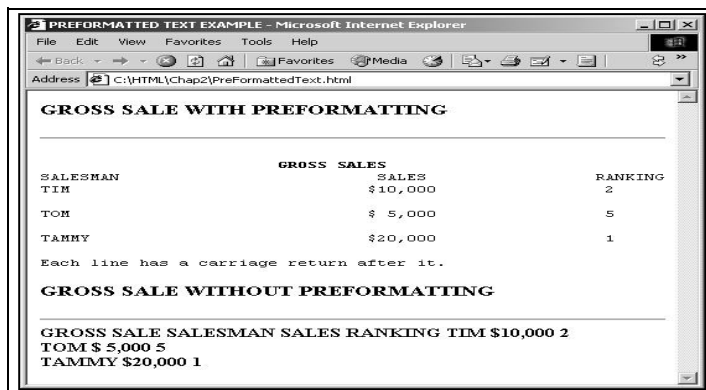 PREFORMATTED TEXT EXAMPLE - Microsoft Internet Explorer
File Edit View Favorites Tools Help
Back Favorites Media
Address C:\HTML\Chap2\PreFormattedText.html
GROSS SALE WITH PREFORMATTING
GROSS SALES
SALESMAN SALES RANKING
TIM $10,000 2
TOM $ 5,000 5
TAMMY $20,000 1
Each line has a carriage return after it.
GROSS SALE WITHOUT PREFORMATTING
GROSS SALE SALESMAN SALES RANKING TIM $10,000 2
TOM $ 5,000 5
TAMMY $20,000 1